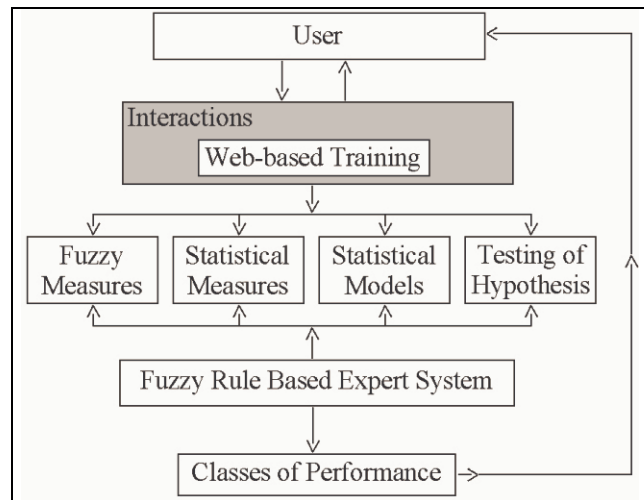 User
Interactions
Web-based Training
Fuzzy
Measures
Statistical
Measures
Statistical
Models
Testing of
Hypothesis
Fuzzy Rule Based Expert System
Classes of Performance